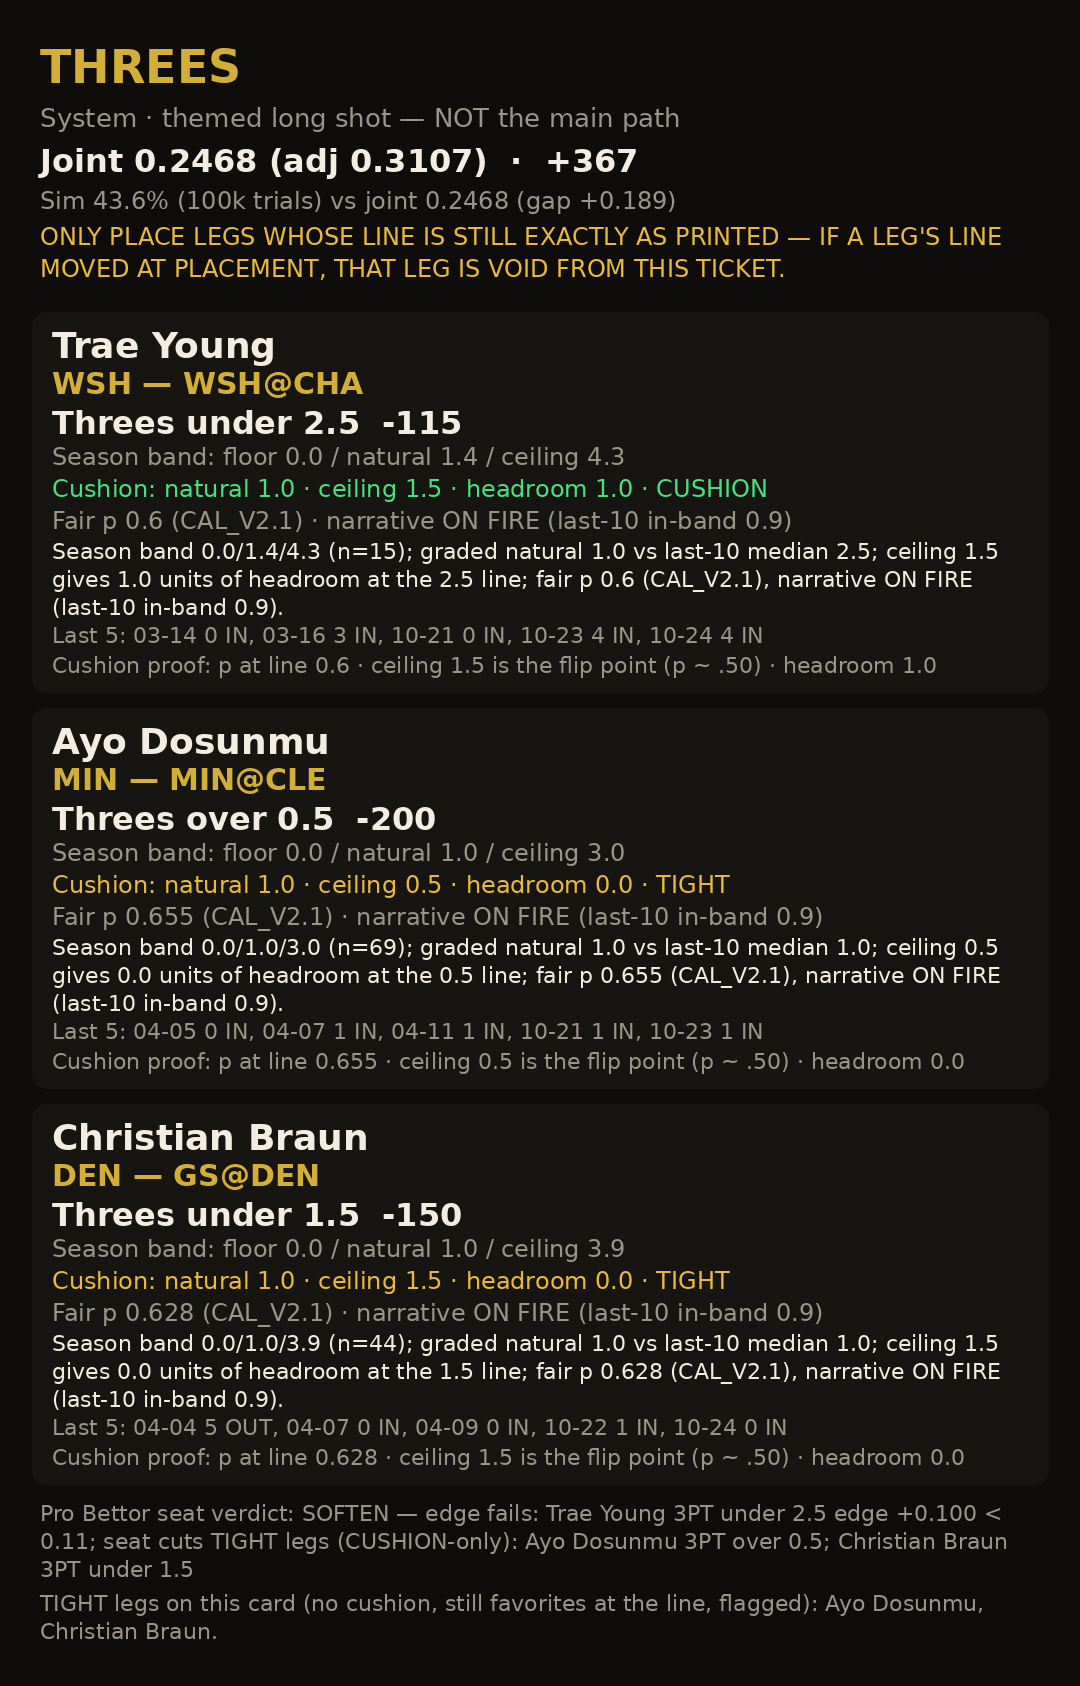 THREES
System · themed long shot — NOT the main path
Joint 0.2468 (adj 0.3107)  ·  +367
Sim 43.6% (100k trials) vs joint 0.2468 (gap +0.189)
ONLY PLACE LEGS WHOSE LINE IS STILL EXACTLY AS PRINTED — IF A LEG'S LINE
MOVED AT PLACEMENT, THAT LEG IS VOID FROM THIS TICKET.
Trae Young
WSH — WSH@CHA
Threes under 2.5  -115
Season band: floor 0.0 / natural 1.4 / ceiling 4.3
Cushion: natural 1.0 · ceiling 1.5 · headroom 1.0 · CUSHION
Fair p 0.6 (CAL_V2.1) · narrative ON FIRE (last-10 in-band 0.9)
Season band 0.0/1.4/4.3 (n=15); graded natural 1.0 vs last-10 median 2.5; ceiling 1.5
gives 1.0 units of headroom at the 2.5 line; fair p 0.6 (CAL_V2.1), narrative ON FIRE
(last-10 in-band 0.9).
Last 5: 03-14 0 IN, 03-16 3 IN, 10-21 0 IN, 10-23 4 IN, 10-24 4 IN
Cushion proof: p at line 0.6 · ceiling 1.5 is the flip point (p ~ .50) · headroom 1.0
Ayo Dosunmu
MIN — MIN@CLE
Threes over 0.5  -200
Season band: floor 0.0 / natural 1.0 / ceiling 3.0
Cushion: natural 1.0 · ceiling 0.5 · headroom 0.0 · TIGHT
Fair p 0.655 (CAL_V2.1) · narrative ON FIRE (last-10 in-band 0.9)
Season band 0.0/1.0/3.0 (n=69); graded natural 1.0 vs last-10 median 1.0; ceiling 0.5
gives 0.0 units of headroom at the 0.5 line; fair p 0.655 (CAL_V2.1), narrative ON FIRE
(last-10 in-band 0.9).
Last 5: 04-05 0 IN, 04-07 1 IN, 04-11 1 IN, 10-21 1 IN, 10-23 1 IN
Cushion proof: p at line 0.655 · ceiling 0.5 is the flip point (p ~ .50) · headroom 0.0
Christian Braun
DEN — GS@DEN
Threes under 1.5  -150
Season band: floor 0.0 / natural 1.0 / ceiling 3.9
Cushion: natural 1.0 · ceiling 1.5 · headroom 0.0 · TIGHT
Fair p 0.628 (CAL_V2.1) · narrative ON FIRE (last-10 in-band 0.9)
Season band 0.0/1.0/3.9 (n=44); graded natural 1.0 vs last-10 median 1.0; ceiling 1.5
gives 0.0 units of headroom at the 1.5 line; fair p 0.628 (CAL_V2.1), narrative ON FIRE
(last-10 in-band 0.9).
Last 5: 04-04 5 OUT, 04-07 0 IN, 04-09 0 IN, 10-22 1 IN, 10-24 0 IN
Cushion proof: p at line 0.628 · ceiling 1.5 is the flip point (p ~ .50) · headroom 0.0
Pro Bettor seat verdict: SOFTEN — edge fails: Trae Young 3PT under 2.5 edge +0.100 <
0.11; seat cuts TIGHT legs (CUSHION-only): Ayo Dosunmu 3PT over 0.5; Christian Braun
3PT under 1.5
TIGHT legs on this card (no cushion, still favorites at the line, flagged): Ayo Dosunmu,
Christian Braun.